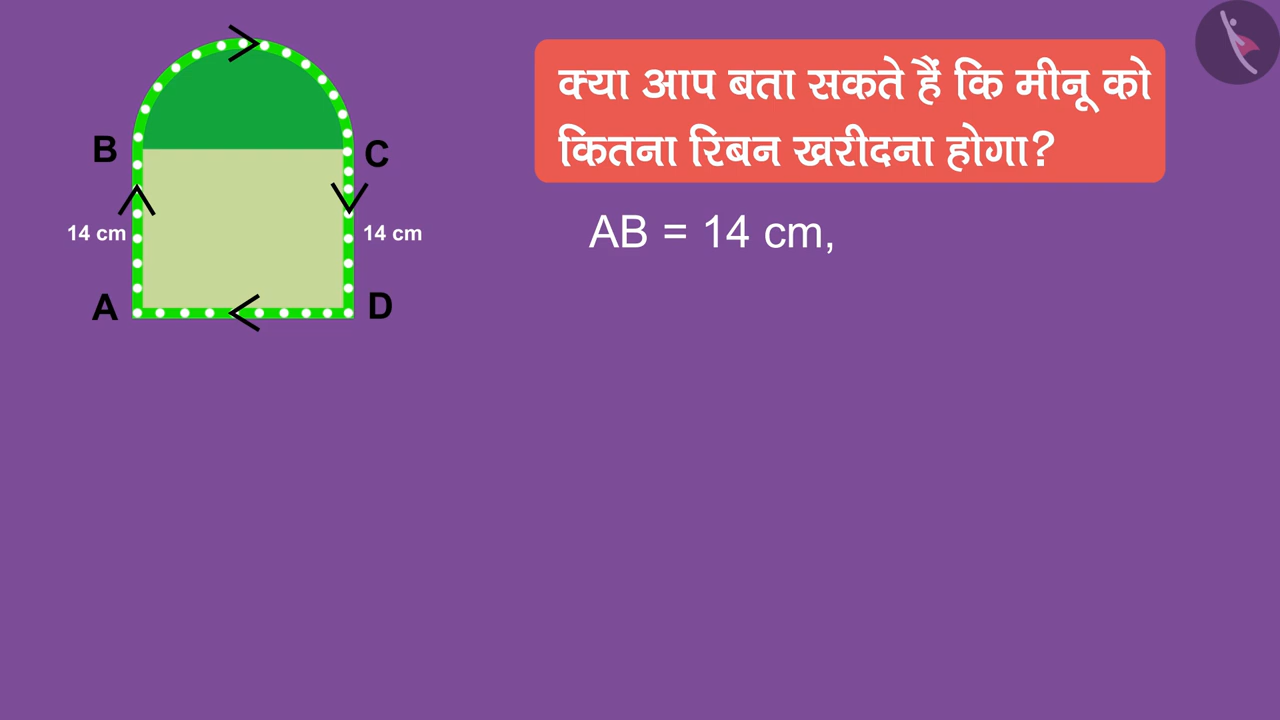 क्या आप बता सकते हैं कि मीनू को
कितना रिबन खरीदना होगा?
B
C
14 cm
14 cm
AB = 14 cm,
A
D